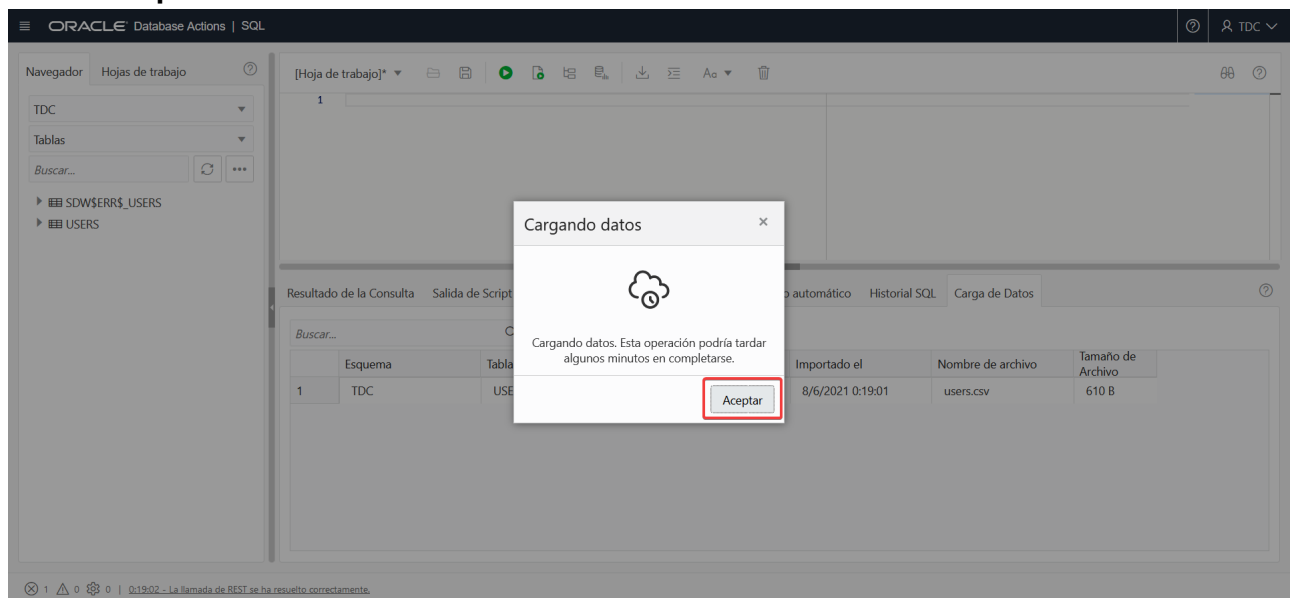 ORACLE Database Actions | SQL
TDC
Navegador Hojas de trabajo
[Hoja de trabajo]*
Aa
TDC
1
Tablas
Buscar...
SDW$ERR$_USERS
USERS
Cargando datos
Cargando datos. Esta operación podría tardar
algunos minutos en completarse.
Aceptar
Resultado de la Consulta Salida de Script automático Historial SQL Carga de Datos
Buscar...
Esquema Importado el Nombre de archivo Tamaño de
Archivo
1 TDC 8/6/2021 0:19:01 users.csv 610 B
1 0 0 | 0:19:02 - La llamada de REST se ha resuelto correctamente.